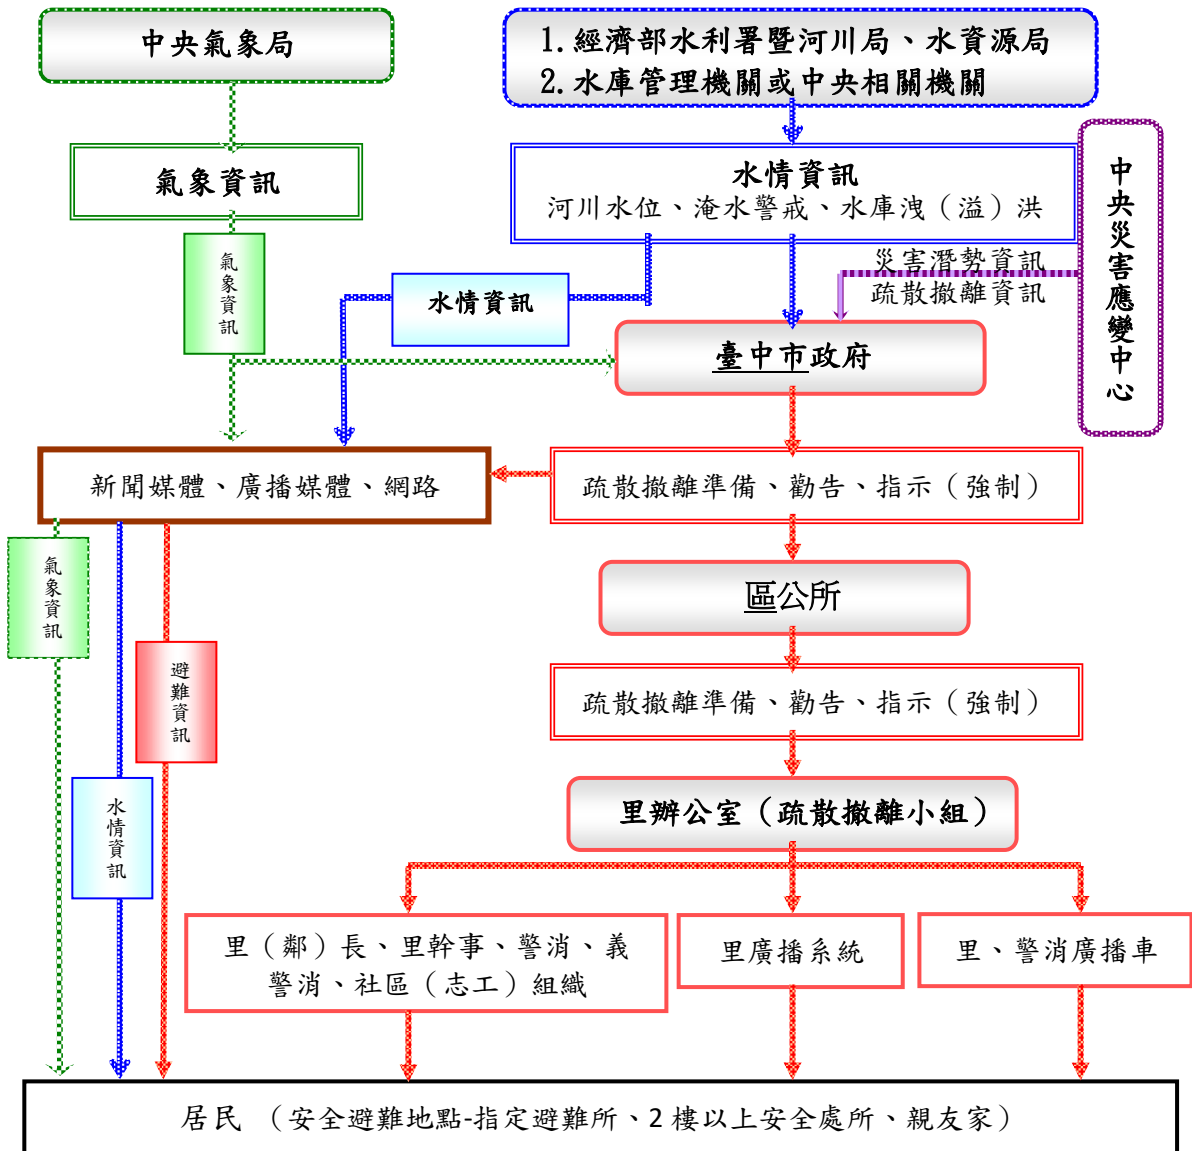 中央氣象局
1.經濟部水利署暨河川局、水資源局
2.水庫管理機關或中央相關機關
氣象資訊
水情資訊
河川水位、淹水警戒、水庫洩（溢）洪
中央災害應變中心
氣象資訊
水情資訊
災害潛勢資訊
疏散撤離資訊
臺中市政府
新聞媒體、廣播媒體、網路
疏散撤離準備、勸告、指示（強制）
氣象資訊
區公所
避難資訊
疏散撤離準備、勸告、指示（強制）
水情資訊
里辦公室（疏散撤離小組）
里（鄰）長、里幹事、警消、義
警消、社區（志工）組織
里廣播系統
里、警消廣播車
居民 （安全避難地點-指定避難所、2 樓以上安全處所、親友家）